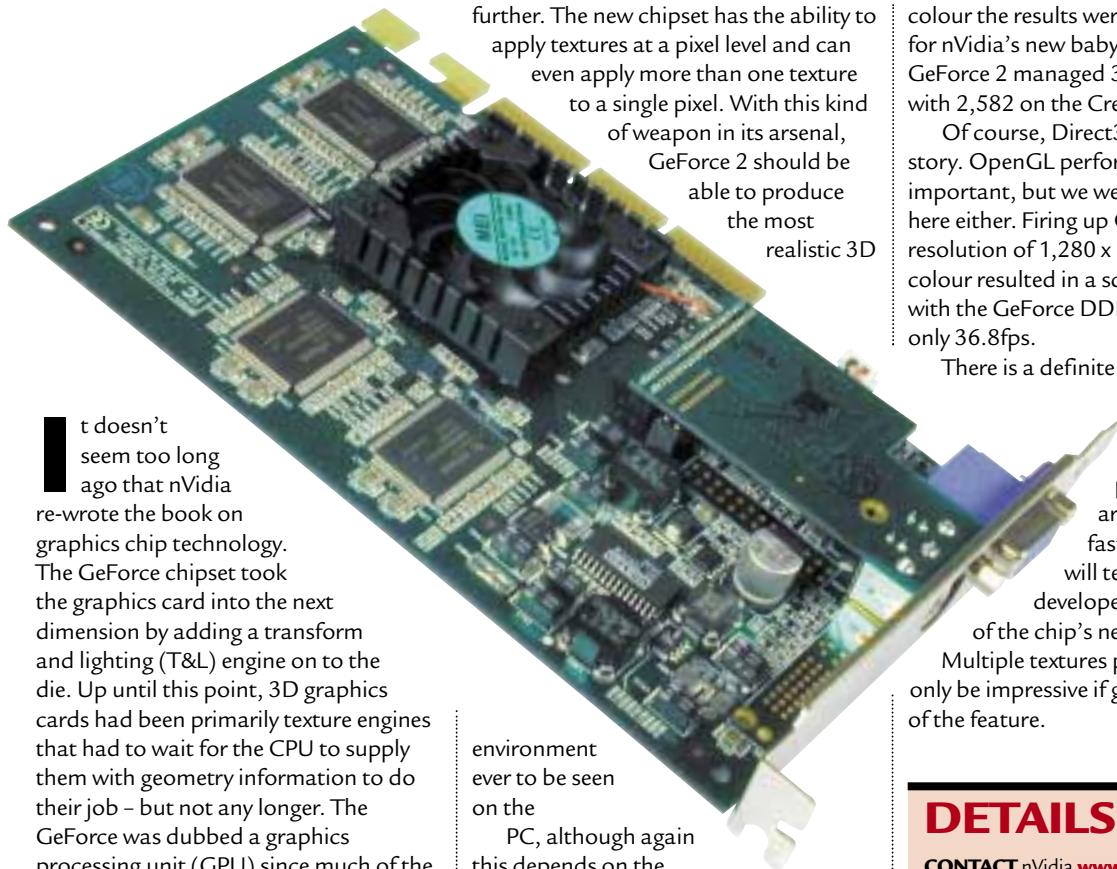 It doesn't
seem too long
ago that nVidia
re-wrote the book on
graphics chip technology.
The GeForce chipset took
the graphics card into the next
dimension by adding a transform
and lighting (T&L) engine on to the
die. Up until this point, 3D graphics
cards had been primarily texture engines
that had to wait for the CPU to supply
them with geometry information to do
their job – but not any longer. The
GeForce was dubbed a graphics
processing unit (GPU) since much of the
further. The new chipset has the ability to
apply textures at a pixel level and can
even apply more than one texture
to a single pixel. With this kind
of weapon in its arsenal,
GeForce 2 should be
able to produce
the most
realistic 3D
environment
ever to be seen
on the
PC, although again
this depends on the
colour the results wer
for nVidia's new baby
GeForce 2 managed 3
with 2,582 on the Cre
Of course, Direct3
story. OpenGL perfor
important, but we we
here either. Firing up
resolution of 1,280 x
colour resulted in a sc
with the GeForce DD
only 36.8fps.
There is a definite
ar
fas
will te
develope
of the chip's ne
Multiple textures p
only be impressive if g
of the feature.
DETAILS
CONTACT nVidia www
MEI